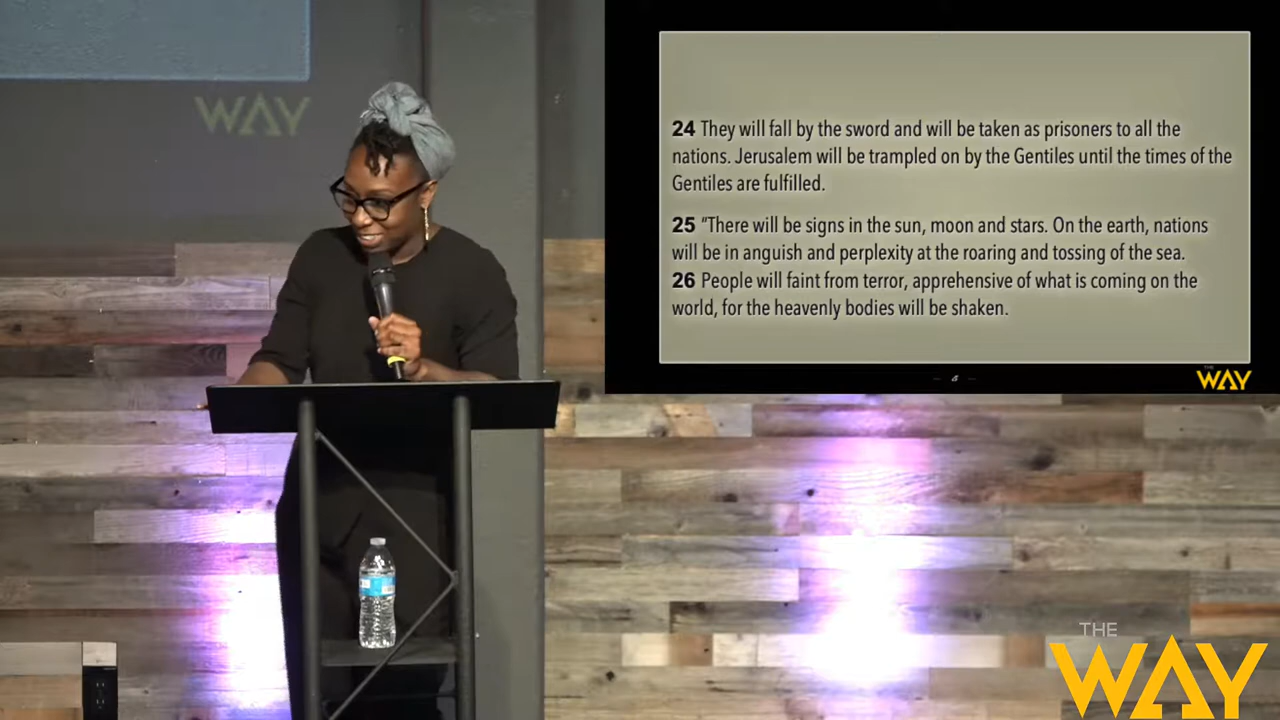 WAY
24 They will fall by the sword and will be taken as prisoners to all the
nations. Jerusalem will be trampled on by the Gentiles until the times of the
Gentiles are fulfilled.
25 "There will be signs in the sun, moon and stars. On the earth, nations
will be in anguish and perplexity at the roaring and tossing of the sea.
26 People will faint from terror, apprehensive of what is coming on the
world, for the heavenly bodies will be shaken.
THE
WAY
THE
WAY